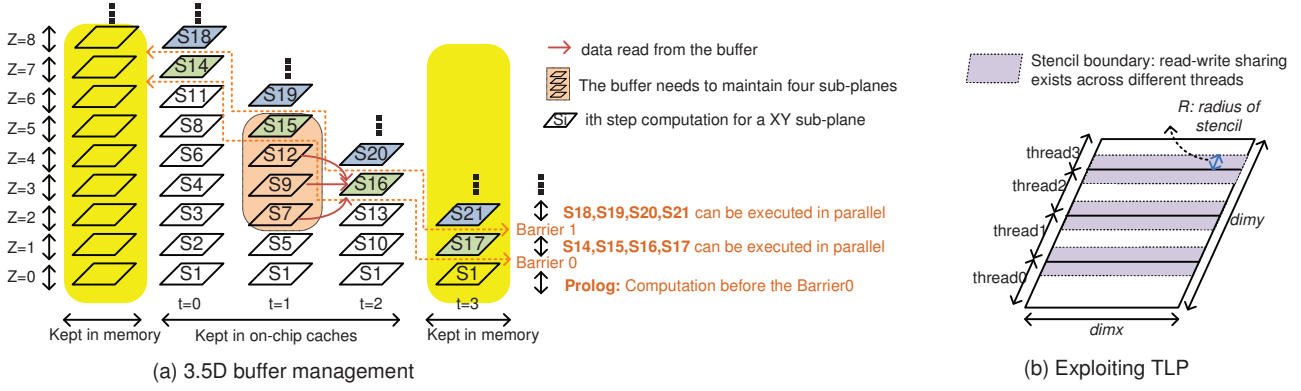 Z=8
Z=7
Z=6
Z=5
Z=4
Z=3
Z=2
Z=1
Z=0
S18
S14
S11
S8
S6
S4
S3
S2
S1
t=0
S19
S15
S12
S9
S7
S5
S1
t=1
S20
S16
S13
S10
S1
t=2
S21
S17
S1
t=3
Barrier 1
Barrier 0
Kept in memory
Kept in on-chip caches
Kept in memory
data read from the buffer
The buffer needs to maintain four sub-planes
Si
ith step computation for a XY sub-plane
S18,S19,S20,S21 can be executed in parallel
S14,S15,S16,S17 can be executed in parallel
Prolog: Computation before the Barrier0
(a) 3.5D buffer management
Stencil boundary: read-write sharing
exists across different threads
R: radius of
stencil
thread3
thread2
thread1
thread0
dimy
dimx
(b) Exploiting TLP